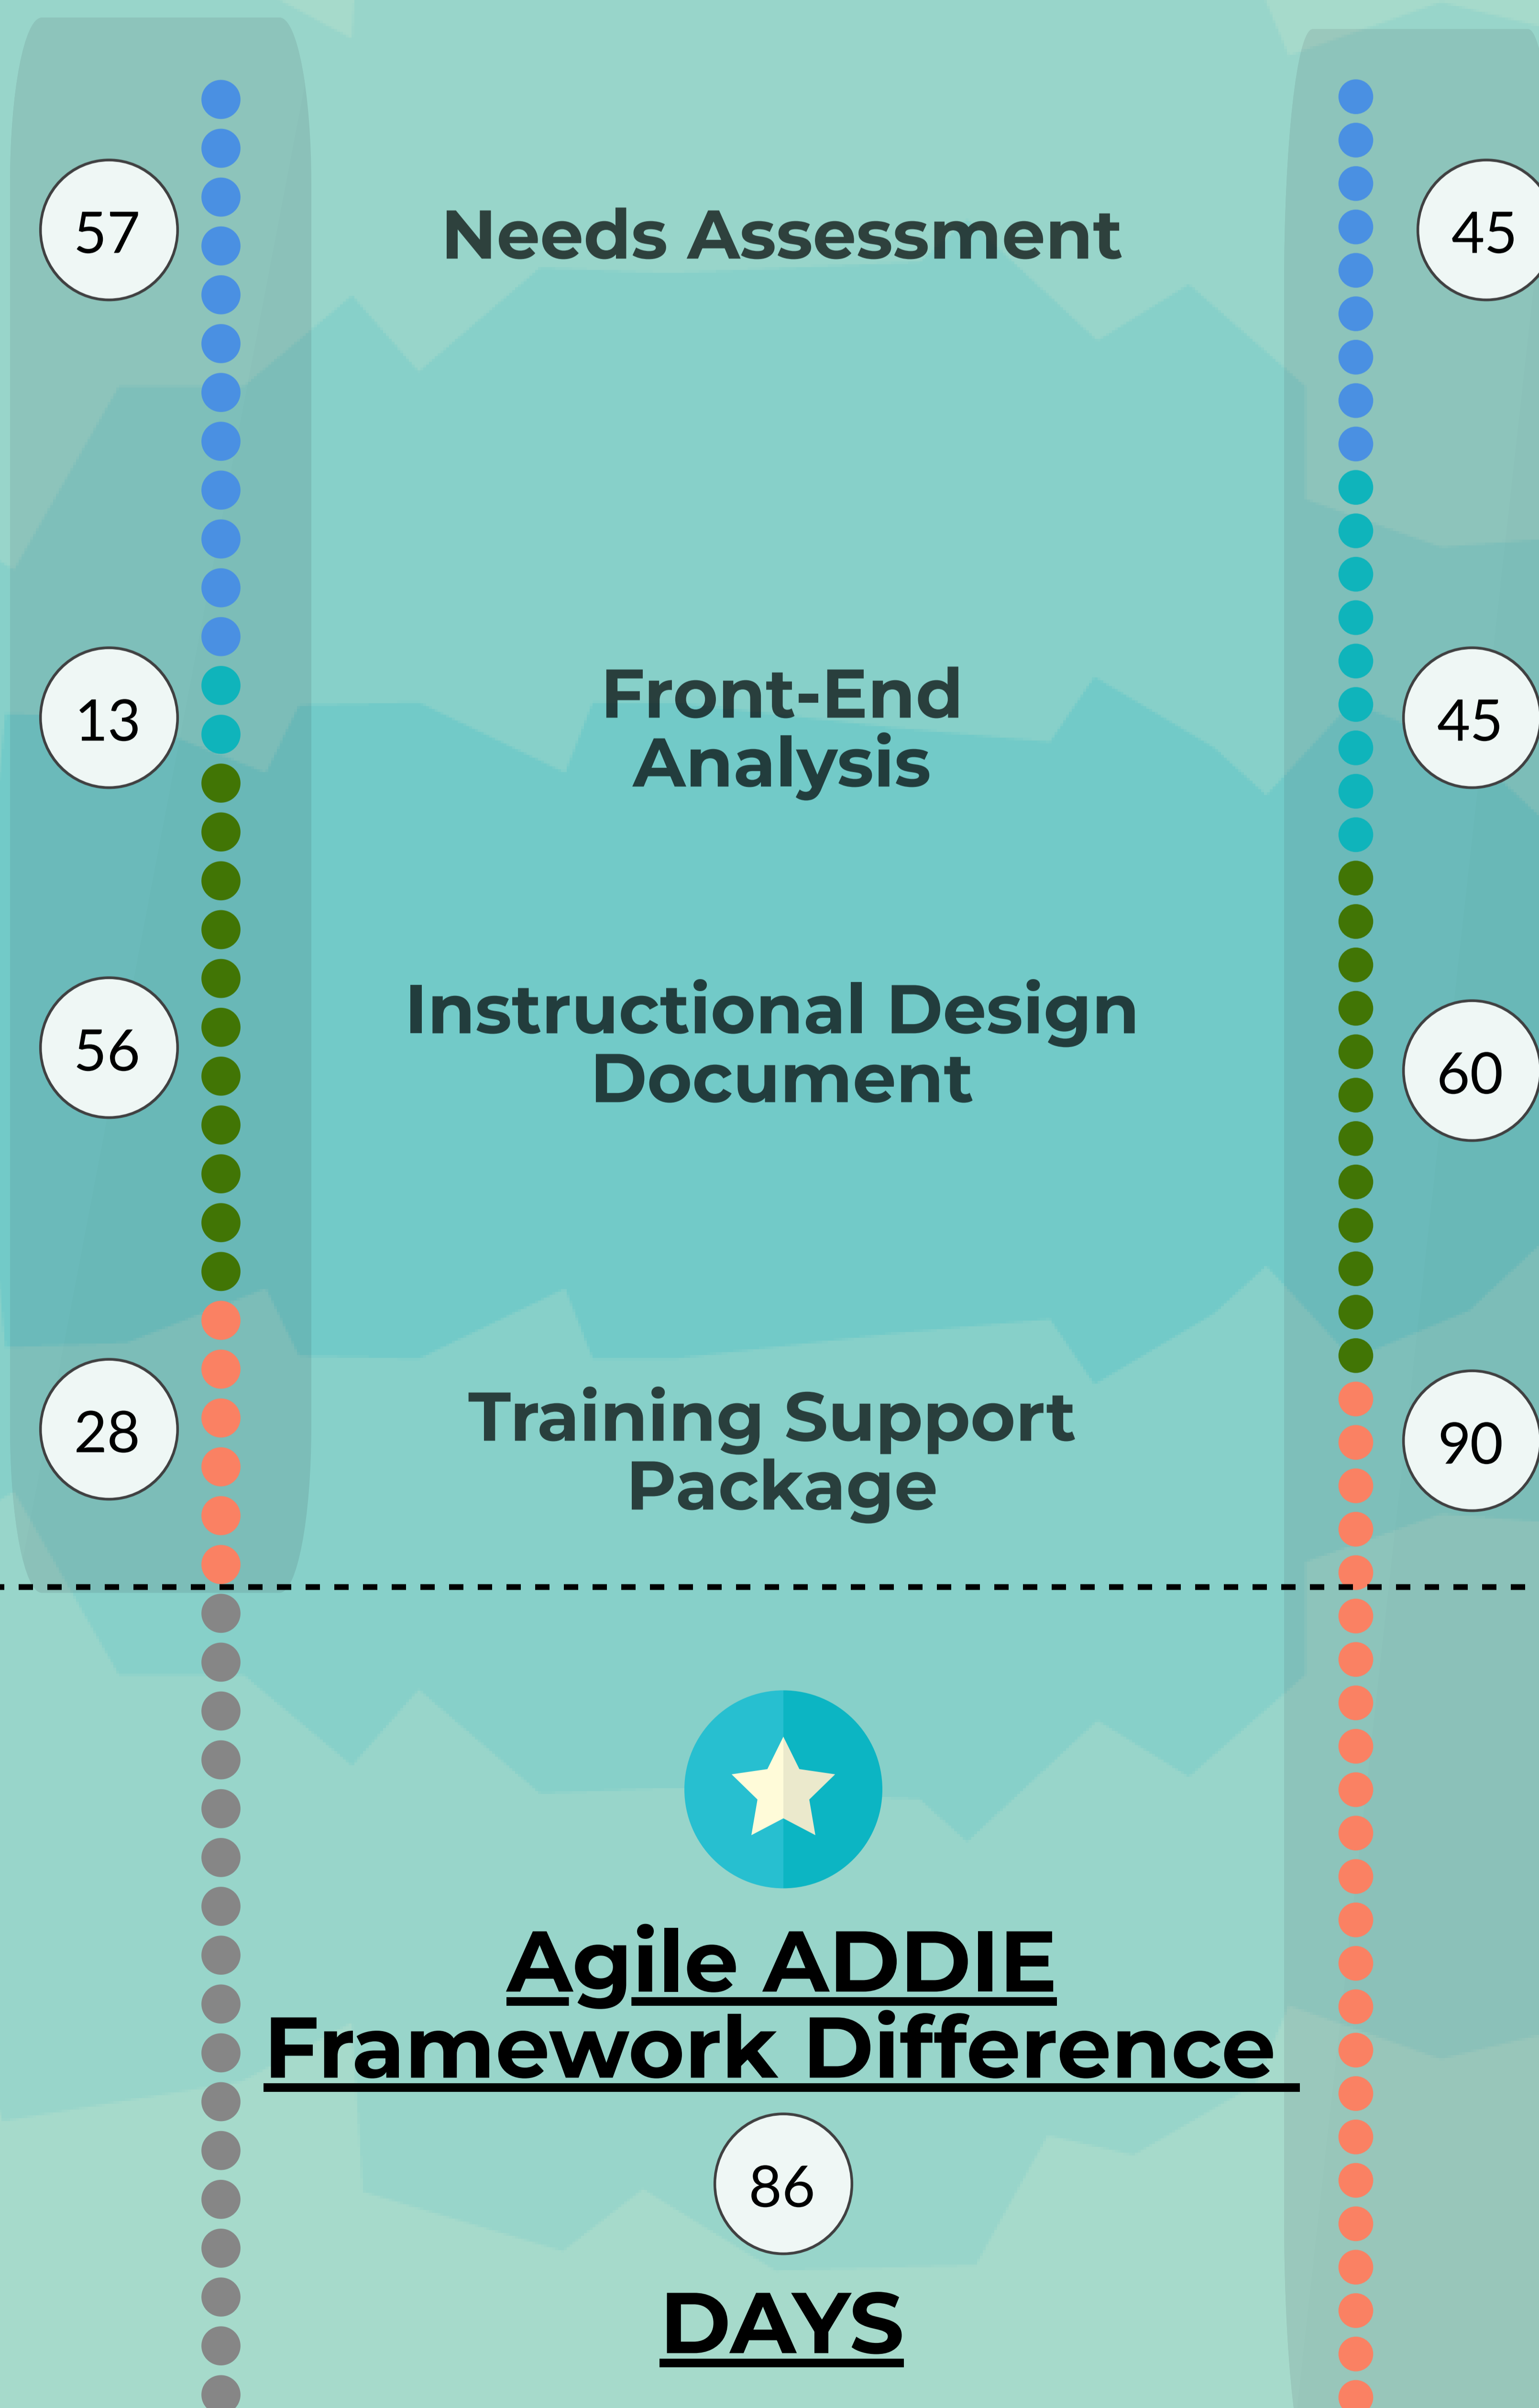 57
Needs Assessment
45
13
Front-End
Analysis
45
56
Instructional Design
Document
60
28
Training Support
Package
90
Agile ADDIE
Framework Difference
86
DAYS